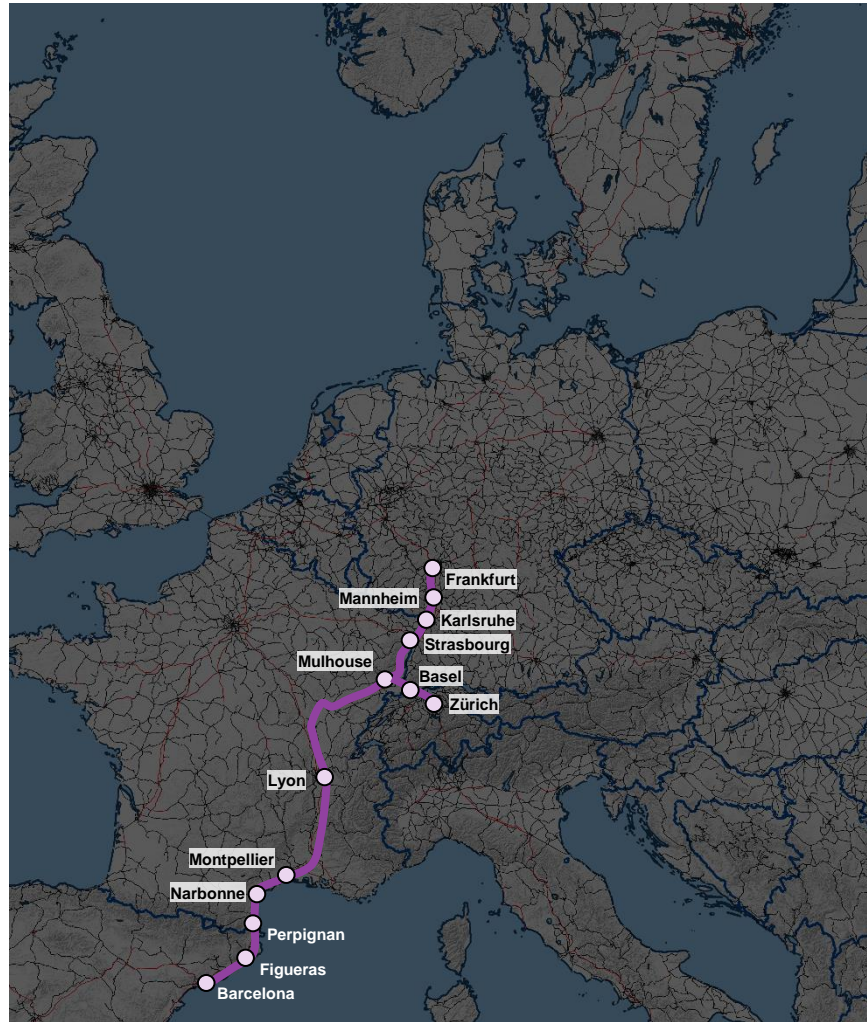 Frankfurt
Mannheim
Karlsruhe
Strasbourg
Mulhouse
Basel
Zürich
Lyon
Montpellier
Narbonne
Perpignan
Figueras
Barcelona